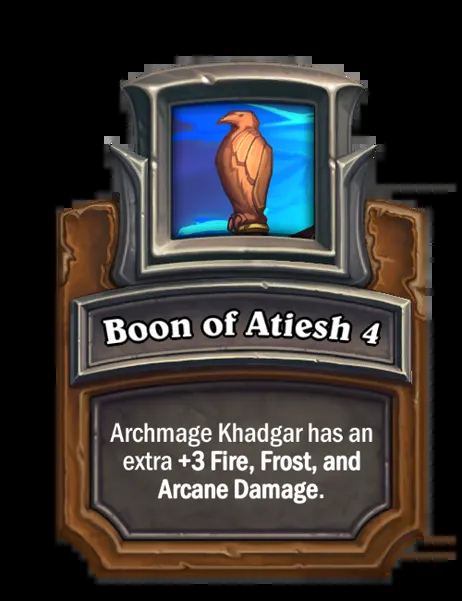 Boon of Atiesh 4
Archmage Khadgar has an
extra +3 Fire, Frost, and
Arcane Damage.